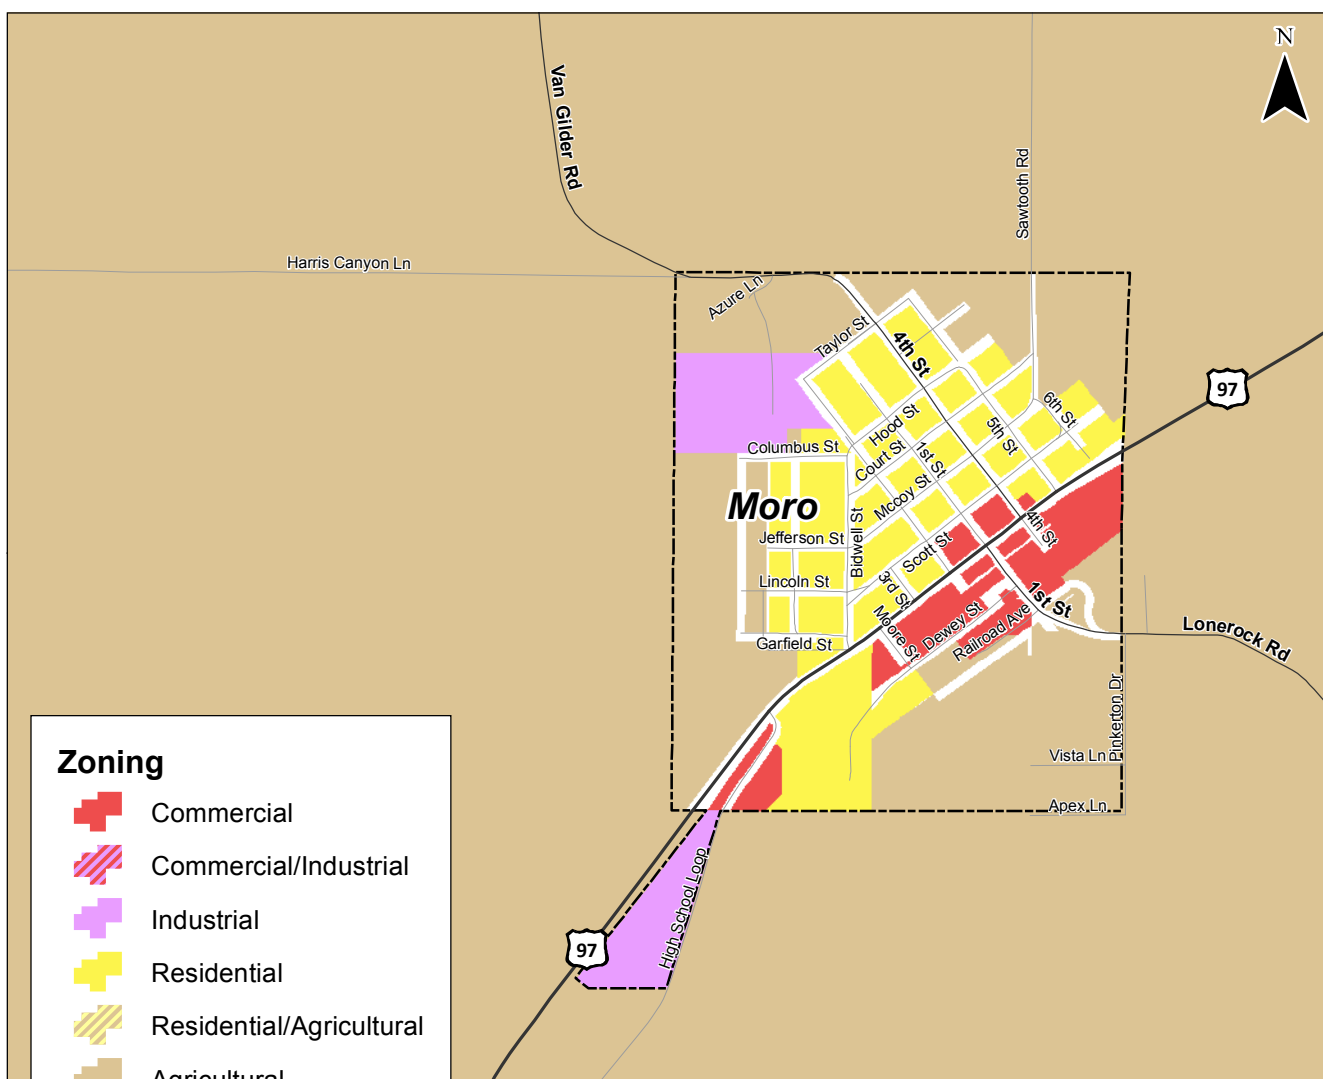 N
Van Gilder Rd
Sawtooth Rd
Harris Canyon Ln
Azure Ln
Taylor St
4th St
97
6th St
Hood St
5th St
Columbus St
Court St
1st St
Mccoy St
Moro
4th St
Jefferson St
Bidwell St
Scott St
Lincoln St
3rd St
1st St
Moore St
Dewey St
Railroad Ave
Lonerock Rd
Garfield St
Pinkerton Dr
Vista Ln
Apex Ln
High School Loop
97
Zoning
Commercial
Commercial/Industrial
Industrial
Residential
Residential/Agricultural
Agricultural